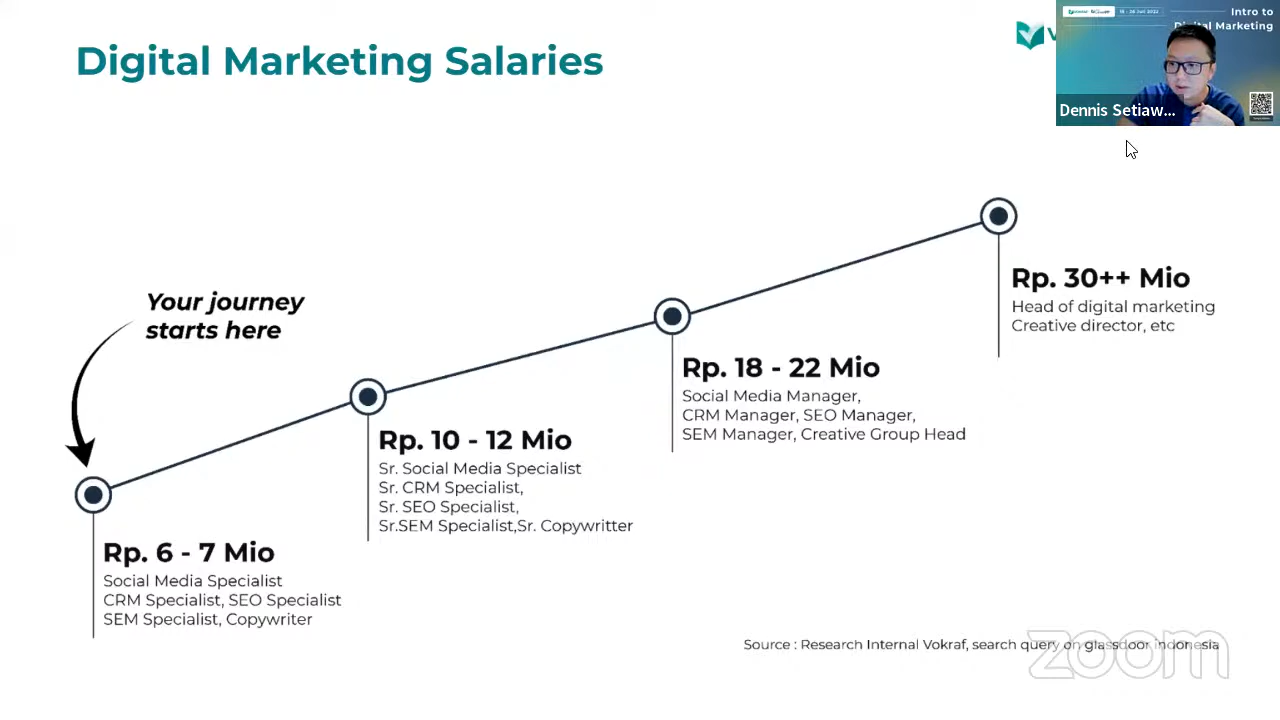 Digital Marketing Salaries
Intro to
Digital Marketing
Dennis Setiaw...
Your journey
starts here
Rp. 30++ Mio
Head of digital marketing
Creative director, etc
Rp. 18 - 22 Mio
Social Media Manager,
CRM Manager, SEO Manager,
SEM Manager, Creative Group Head
Rp. 10 - 12 Mio
Sr. Social Media Specialist
Sr. CRM Specialist,
Sr. SEO Specialist,
Sr.SEM Specialist,Sr. Copywritter
Rp. 6 - 7 Mio
Social Media Specialist
CRM Specialist, SEO Specialist
SEM Specialist, Copywriter
Source : Research Internal Vokraf, search query on glassdoor indonesia
zoom